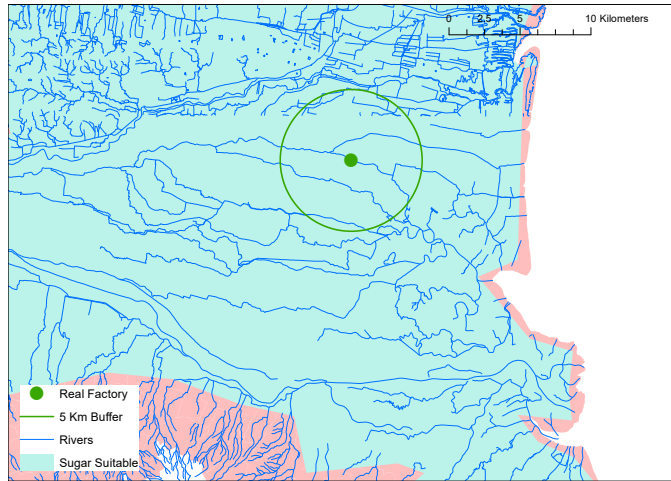 0 2.5 5 10 Kilometers
Real Factory
5 Km Buffer
Rivers
Sugar Suitable